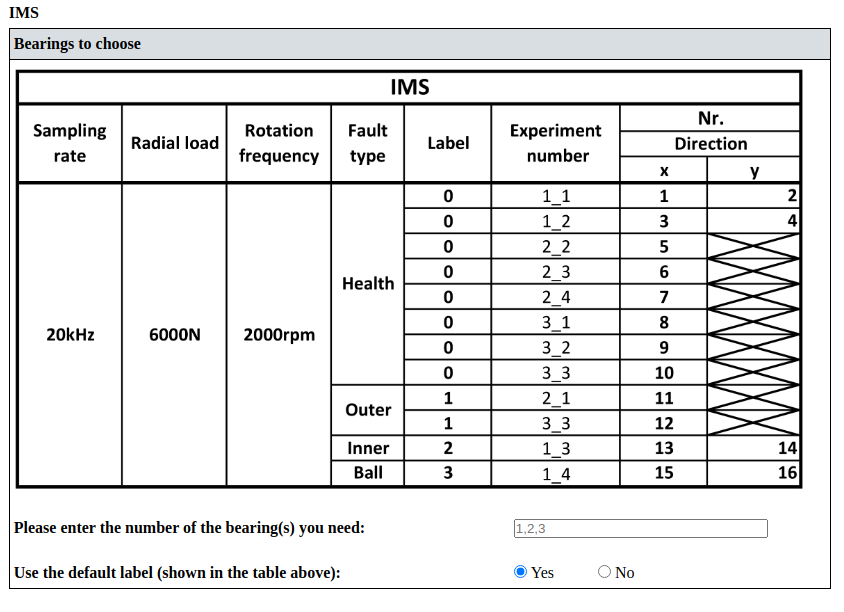 IMS
Bearings to choose
IMS
Sampling rate Radial load Rotation frequency Fault type Label Experiment number Nr.
Direction
x y
20kHz 6000N 2000rpm
Health
0 1_1 1 2
0 1_2 3 4
0 2_2 5
0 2_3 6
0 2_4 7
0 3_1 8
0 3_2 9
0 3_3 10
Outer
1 2_1 11
1 3_3 12
Inner 2 1_3 13 14
Ball 3 1_4 15 16
Please enter the number of the bearing(s) you need: 1,2,3
Use the default label (shown in the table above): Yes No